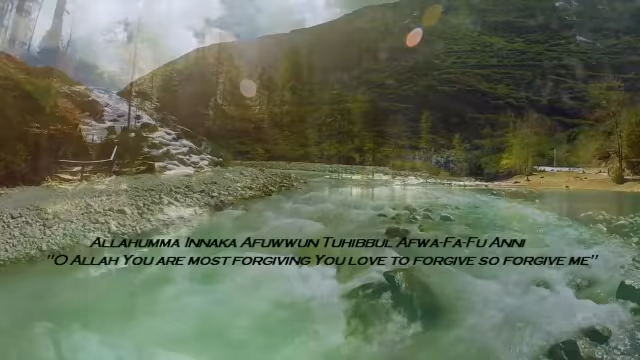 Allahumma Innaka Afuwwun Tuhibbul Afwa-Fa-Fu Anni
"O Allah You are most forgiving You love to forgive so forgive me"